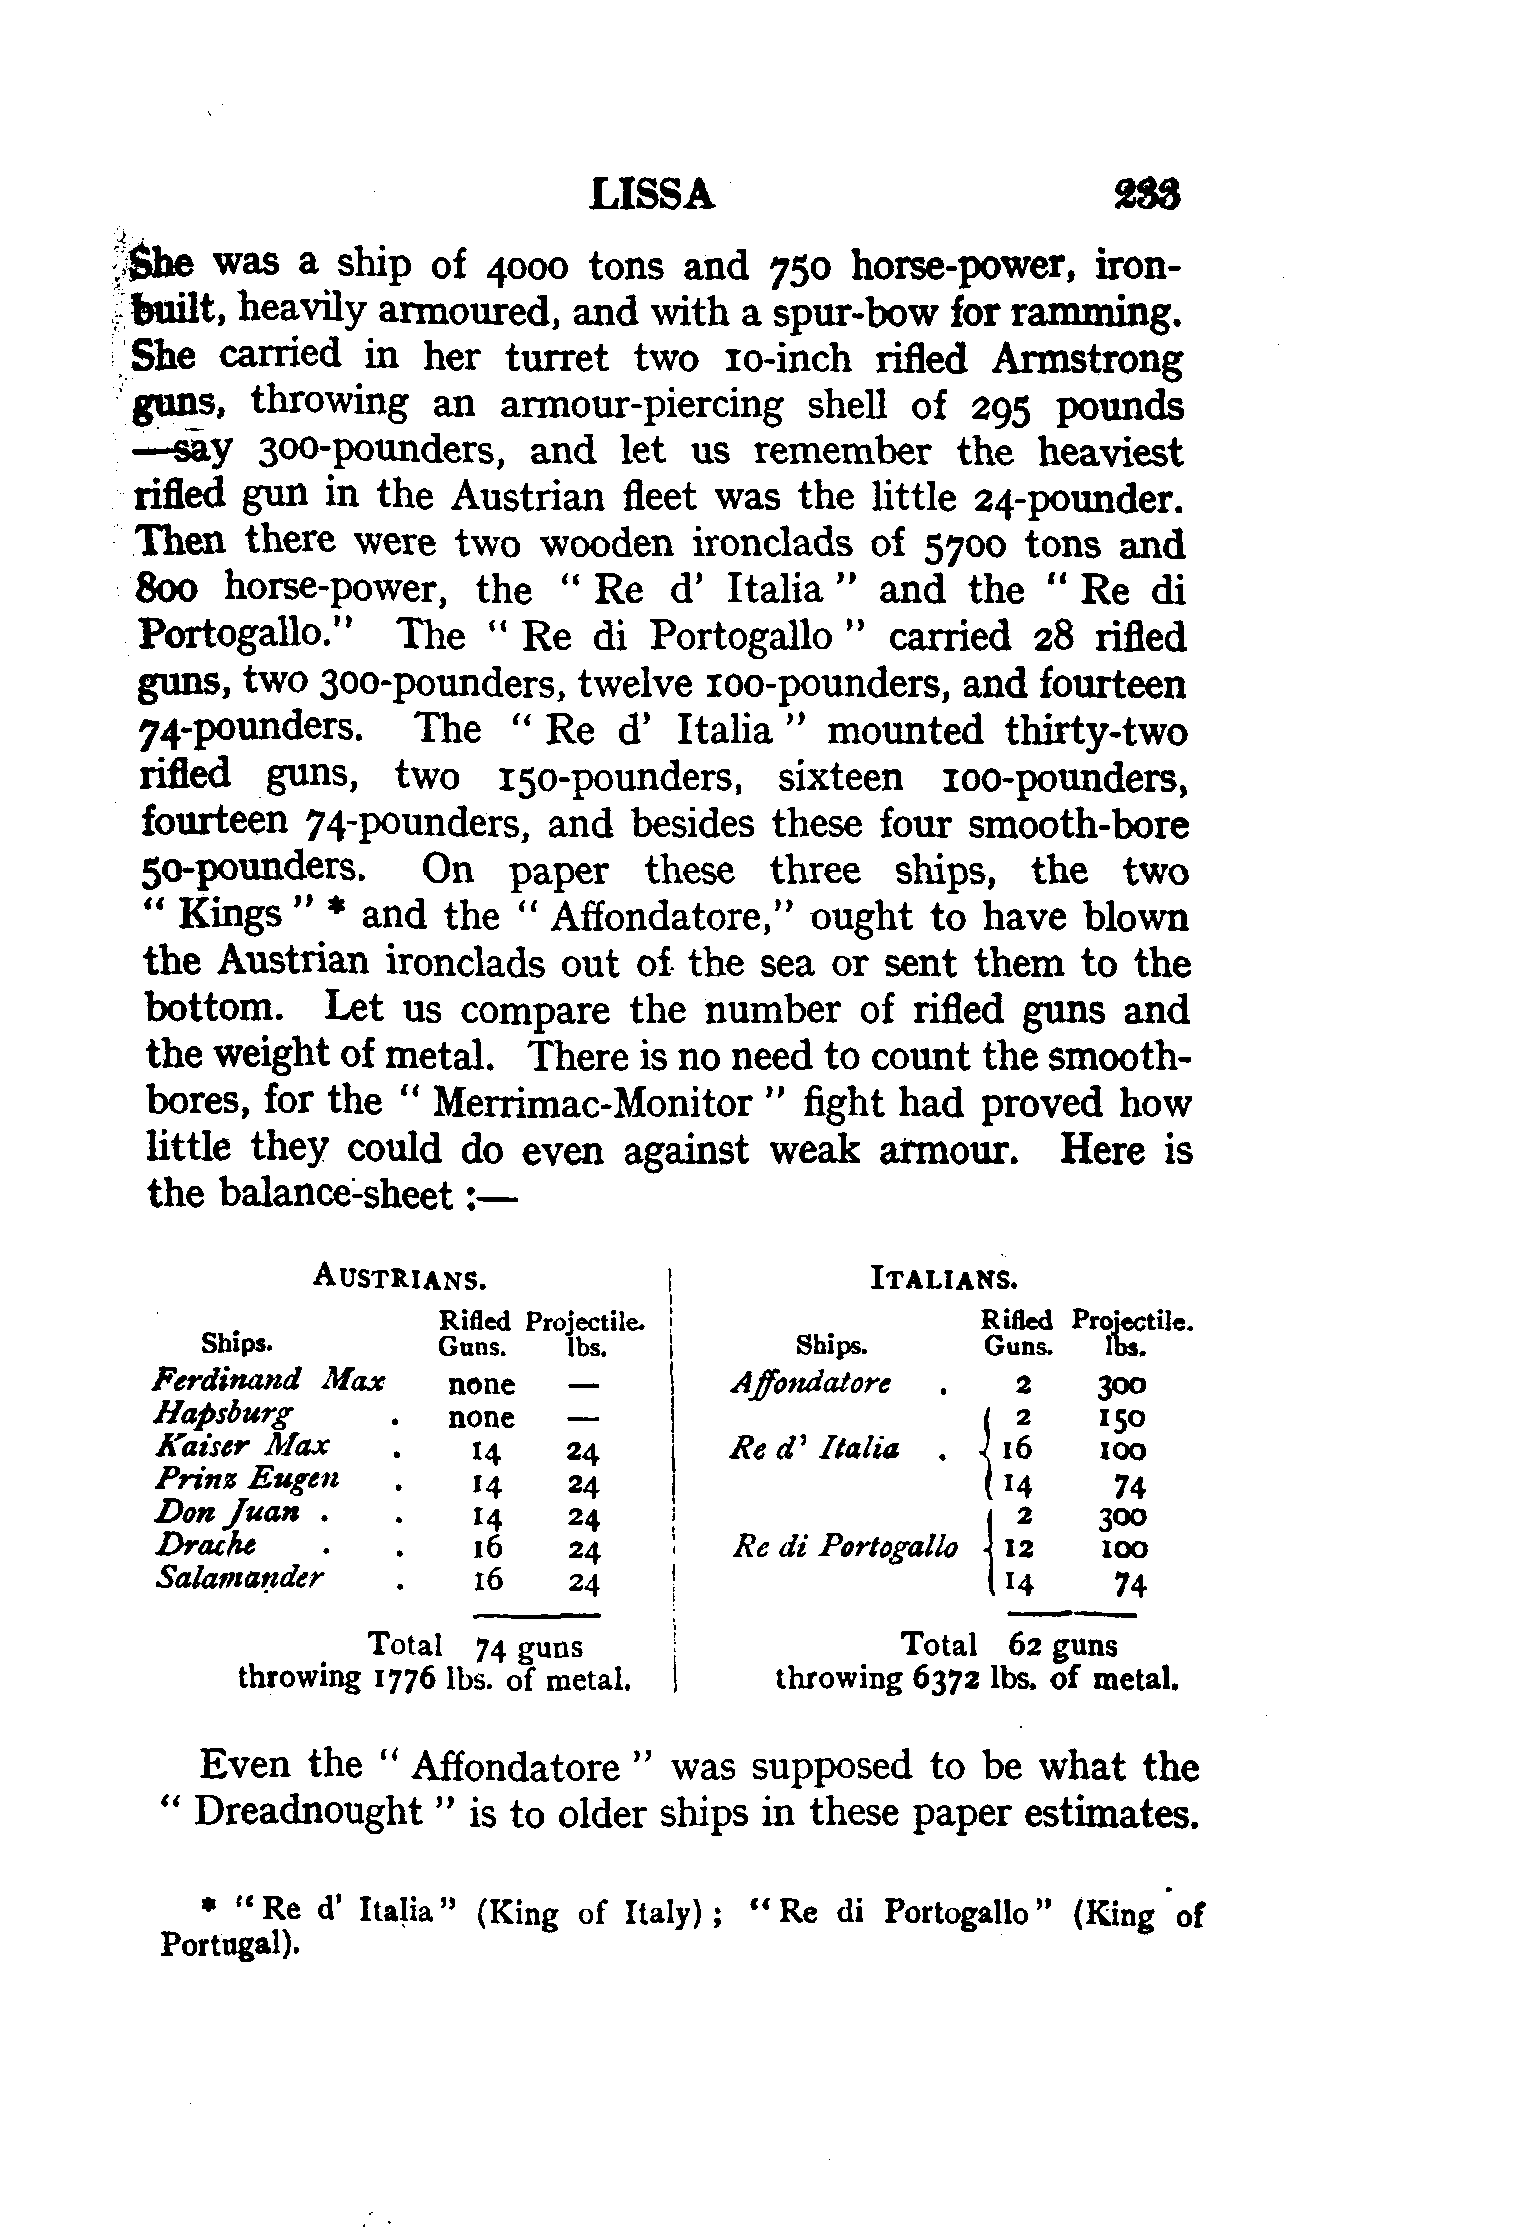 LISSA 233
She was a ship of 4000 tons and 750 horse-power, iron-
built, heavily armoured, and with a spur-bow for ramming.
She carried in her turret two 10-inch rifled Armstrong
guns, throwing an armour-piercing shell of 295 pounds
—say 300-pounders, and let us remember the heaviest
rifled gun in the Austrian fleet was the little 24-pounder.
Then there were two wooden ironclads of 5700 tons and
800 horse-power, the " Re d' Italia " and the " Re di
Portogallo." The " Re di Portogallo " carried 28 rifled
guns, two 300-pounders, twelve 100-pounders, and fourteen
74-pounders. The " Re d' Italia " mounted thirty-two
rifled guns, two 150-pounders, sixteen 100-pounders,
fourteen 74-pounders, and besides these four smooth-bore
50-pounders. On paper these three ships, the two
" Kings " * and the " Affondatore," ought to have blown
the Austrian ironclads out of the sea or sent them to the
bottom. Let us compare the number of rifled guns and
the weight of metal. There is no need to count the smooth-
bores, for the " Merrimac-Monitor " fight had proved how
little they could do even against weak armour. Here is
the balance-sheet :—
AUSTRIANS.
Rifled Projectile.
Ships. Guns. lbs.
Ferdinand Max none —
Hapsburg . none —
Kaiser Max . 14 24
Prinz Eugen . 14 24
Don Juan . . 14 24
Drache . . 16 24
Salamander . 16 24
Total 74 guns
throwing 1776 lbs. of metal.
ITALIANS.
Rifled Projectile.
Ships. Guns. lbs.
Affondatore . 2 300
2 150
Re d' Italia . 16 100
14 74
2 300
Re di Portogallo 12 100
14 74
Total 62 guns
throwing 6372 lbs. of metal.
Even the " Affondatore " was supposed to be what the
" Dreadnought " is to older ships in these paper estimates.
* " Re d' Italia " (King of Italy) ; " Re di Portogallo " (King of
Portugal).